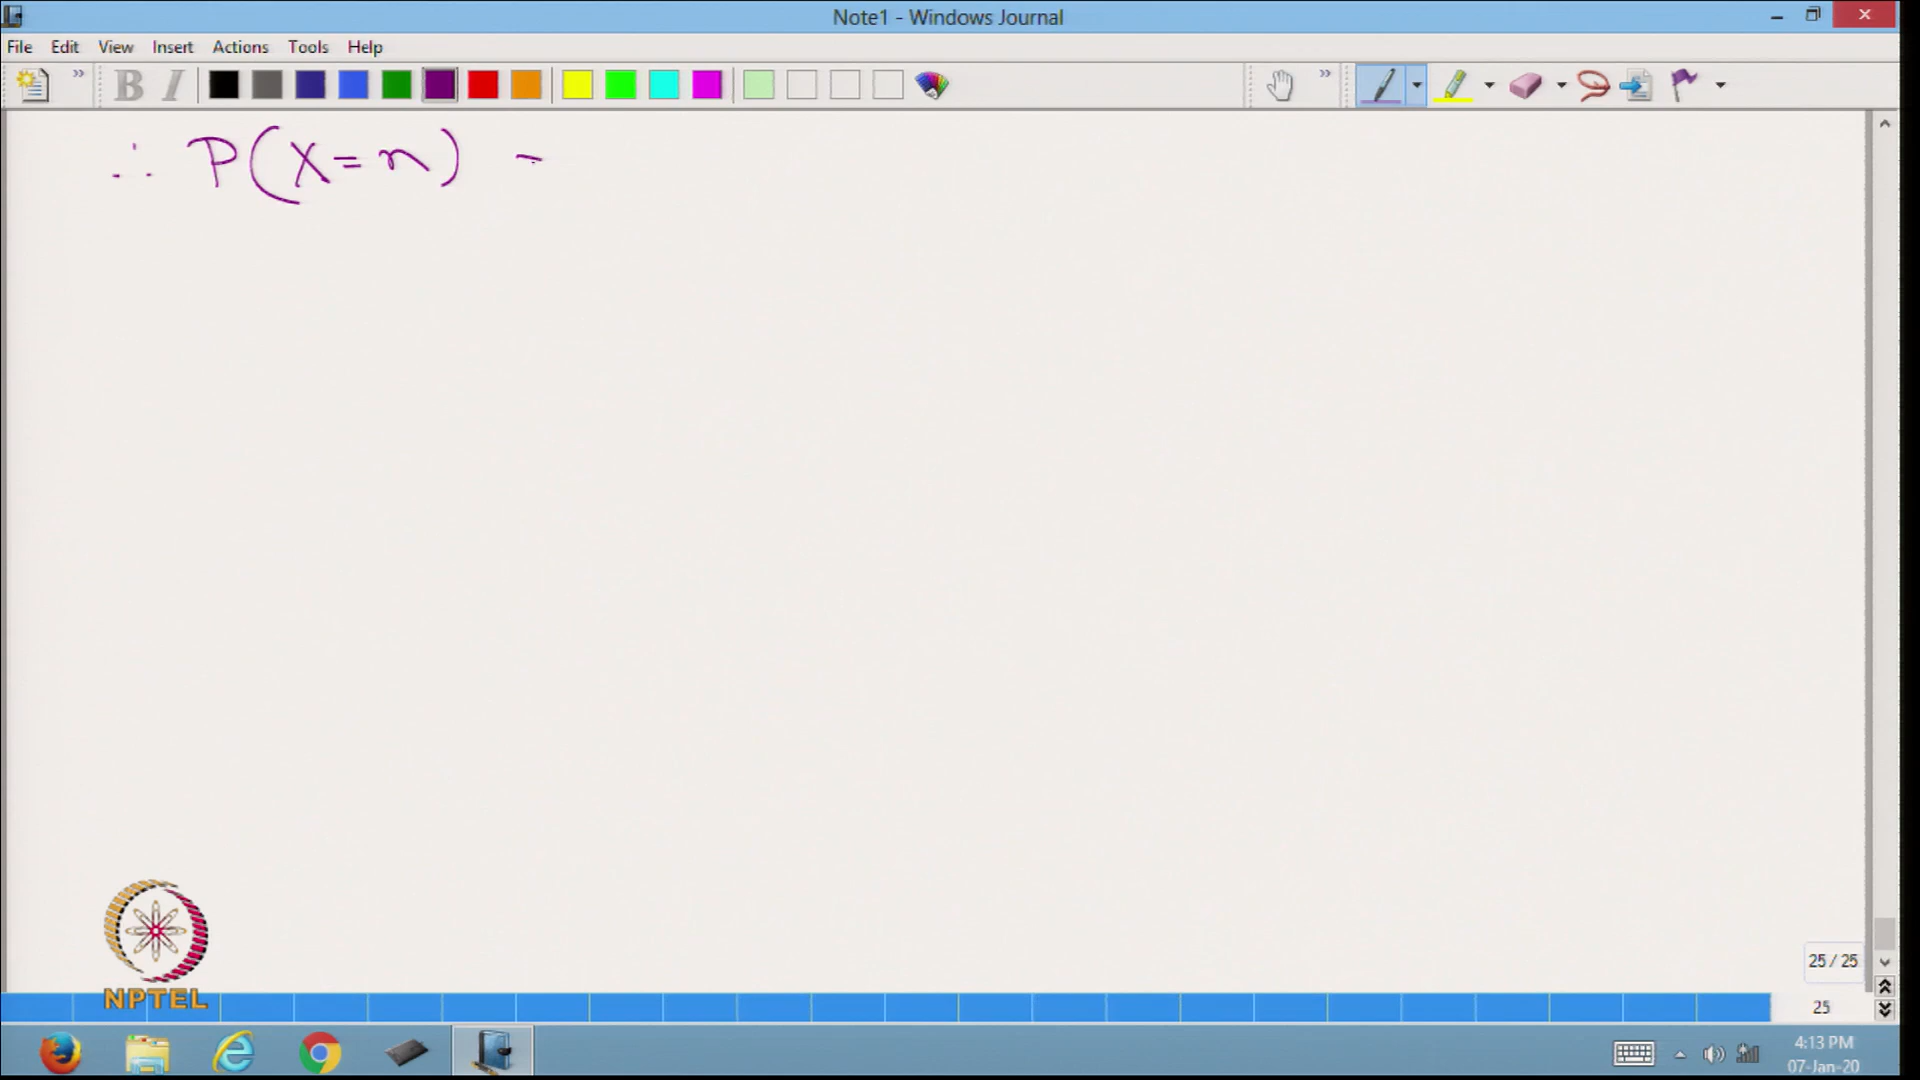 Note1 - Windows Journal
File Edit View Insert Actions Tools Help
B I
∴ P(X=n) -
25 / 25
NPTEL
25
4:13 PM
07-Jan-20